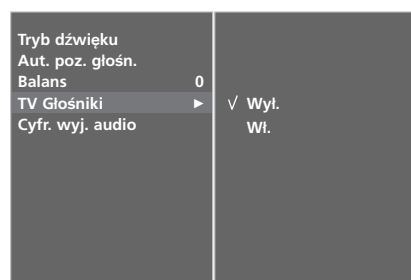 Tryb dźwięku
Aut. poz. głośn.
Balans 0
TV Głośniki ►
Cyfr. wyj. audio
√ Wył.
Wł.